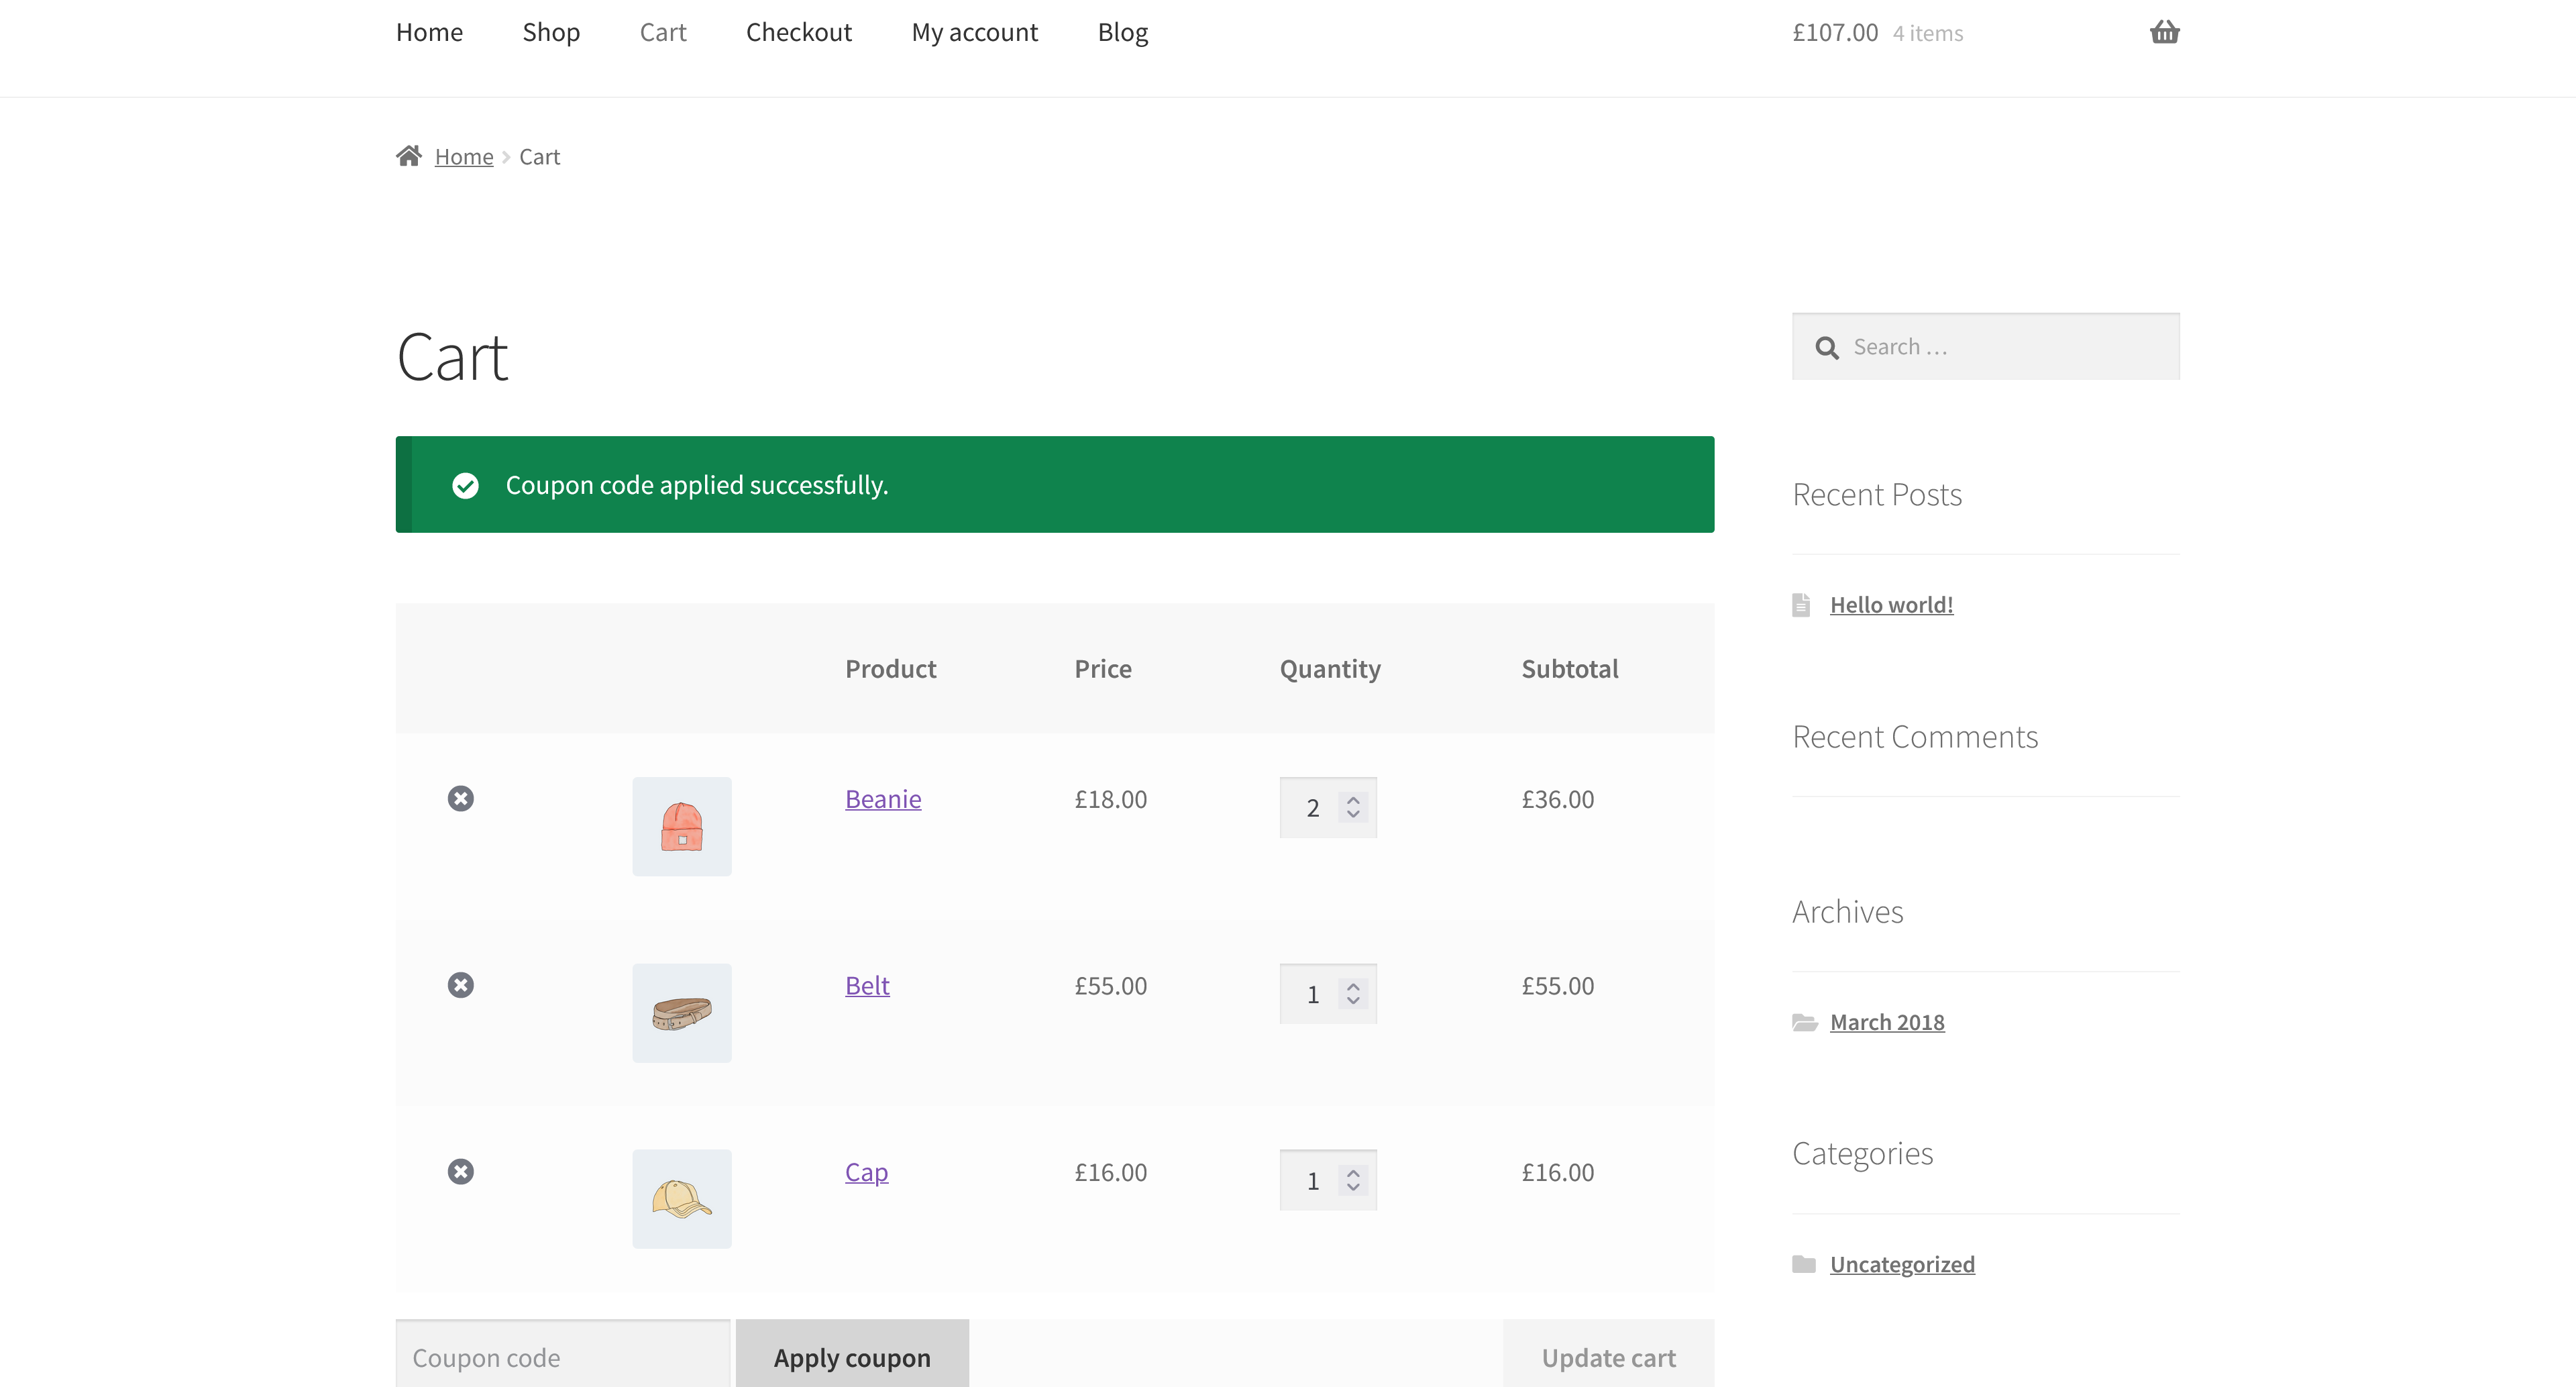 Home Shop Cart Checkout My account Blog £107.00 4 items
Home Cart
Cart
Coupon code applied successfully.
Product Price Quantity Subtotal
Beanie £18.00 2 £36.00
Belt £55.00 1 £55.00
Cap £16.00 1 £16.00
Coupon code Apply coupon Update cart
Search …
Recent Posts
Hello world!
Recent Comments
Archives
March 2018
Categories
Uncategorized